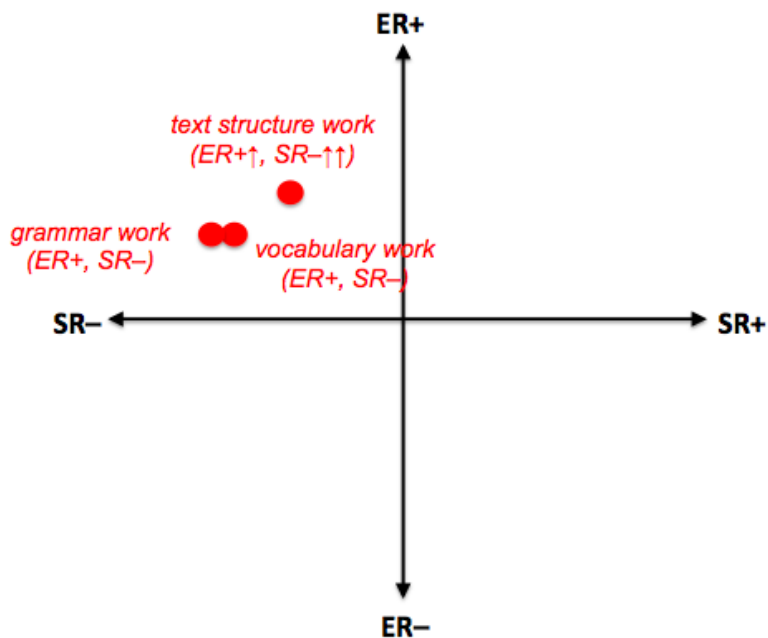 ER+
text structure work
(ER+↑, SR–↑↑)
grammar work
(ER+, SR–)
vocabulary work
(ER+, SR–)
SR–
SR+
ER–